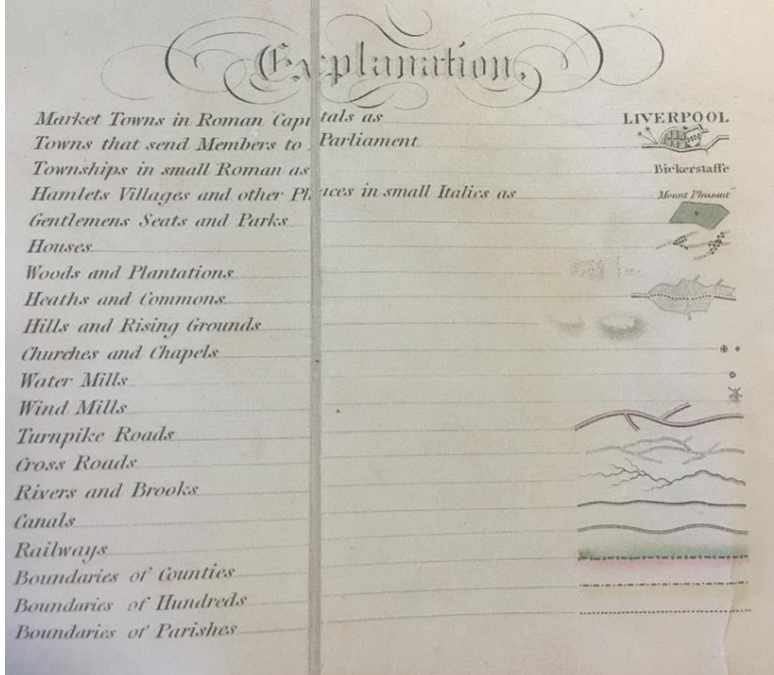 Explanation.
Market Towns in Roman Capitals as LIVERPOOL
Towns that send Members to Parliament
Townships in small Roman as Bickerstaffe
Hamlets Villages and other Places in small Italics as Mount Pleasant
Gentlemens Seats and Parks
Houses
Woods and Plantations
Heaths and Commons
Hills and Rising Grounds
Churches and Chapels
Water Mills
Wind Mills
Turnpike Roads
Cross Roads
Rivers and Brooks
Canals
Railways
Boundaries of Counties
Boundaries of Hundreds
Boundaries of Parishes